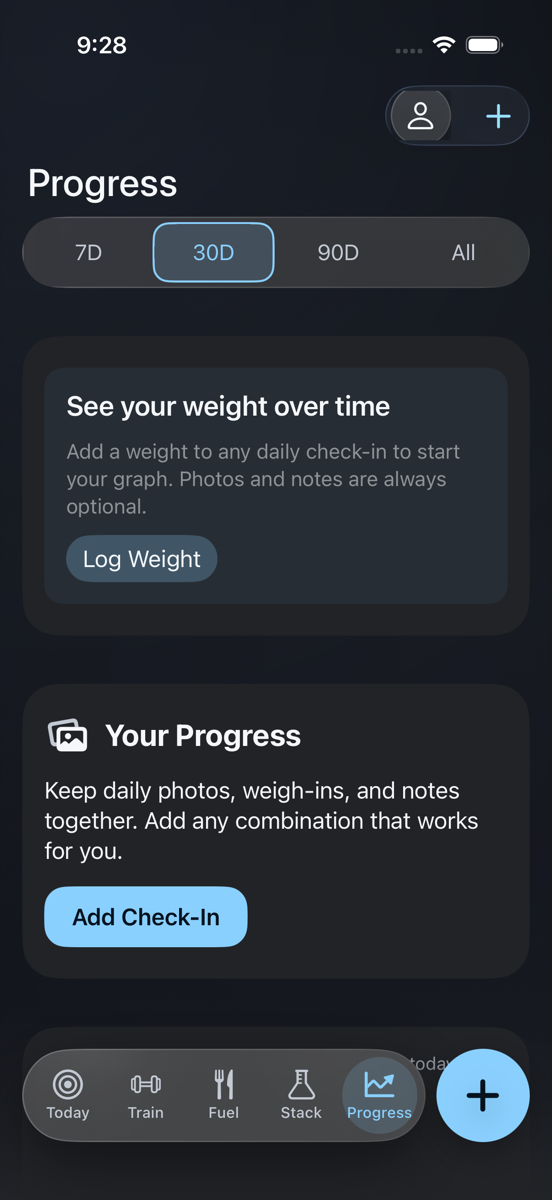 9:28
Progress
7D 30D 90D All
See your weight over time
Add a weight to any daily check-in to start
your graph. Photos and notes are always
optional.
Log Weight
Your Progress
Keep daily photos, weigh-ins, and notes
together. Add any combination that works
for you.
Add Check-In
today
Today Train Fuel Stack Progress